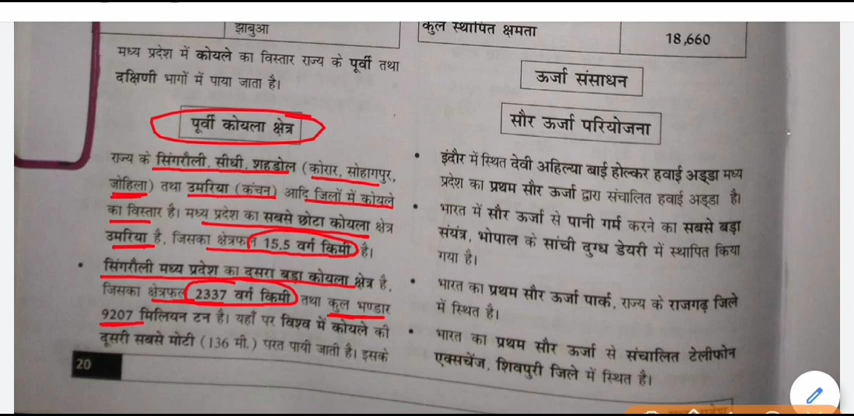 झाबुआ
मध्य प्रदेश में कोयले का विस्तार राज्य के पूर्वी तथा
दक्षिणी भागों में पाया जाता है।
पूर्वी कोयला क्षेत्र
राज्य के सिंगरौली, सीधी, शहडोल (कोरार, सोहागपुर,
जोहिला) तथा उमरिया (कंचन) आदि जिलों में कोयले
का विस्तार है। मध्य प्रदेश का सबसे छोटा कोयला क्षेत्र
उमरिया है, जिसका क्षेत्रफल 15.5 वर्ग किमी है।
• सिंगरौली मध्य प्रदेश का दूसरा बड़ा कोयला क्षेत्र है,
जिसका क्षेत्रफल 2337 वर्ग किमी तथा कुल भण्डार
9207 मिलियन टन है। यहाँ पर विश्व में कोयले की
दूसरी सबसे मोटी (136 मी.) परत पायी जाती है। इसके
20
कुल स्थापित क्षमता
18,660
ऊर्जा संसाधन
सौर ऊर्जा परियोजना
• इंदौर में स्थित देवी अहिल्या बाई होल्कर हवाई अड्डा मध्य
प्रदेश का प्रथम सौर ऊर्जा द्वारा संचालित हवाई अड्डा है।
• भारत में सौर ऊर्जा से पानी गर्म करने का सबसे बड़ा
संयंत्र, भोपाल के सांची दुग्ध डेयरी में स्थापित किया
गया है।
• भारत का प्रथम सौर ऊर्जा पार्क, राज्य के राजगढ़ जिले
में स्थित है।
• भारत का प्रथम सौर ऊर्जा से संचालित टेलीफोन
एक्सचेंज, शिवपुरी जिले में स्थित है।